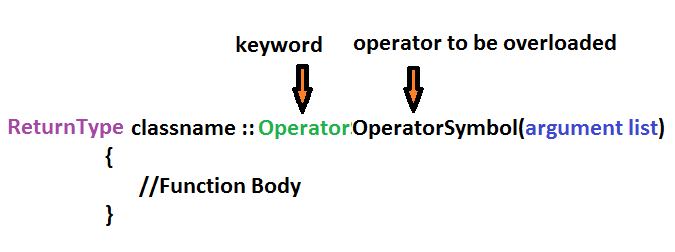 keyword operator to be overloaded
ReturnType classname :: Operator OperatorSymbol(argument list)
{
//Function Body
}